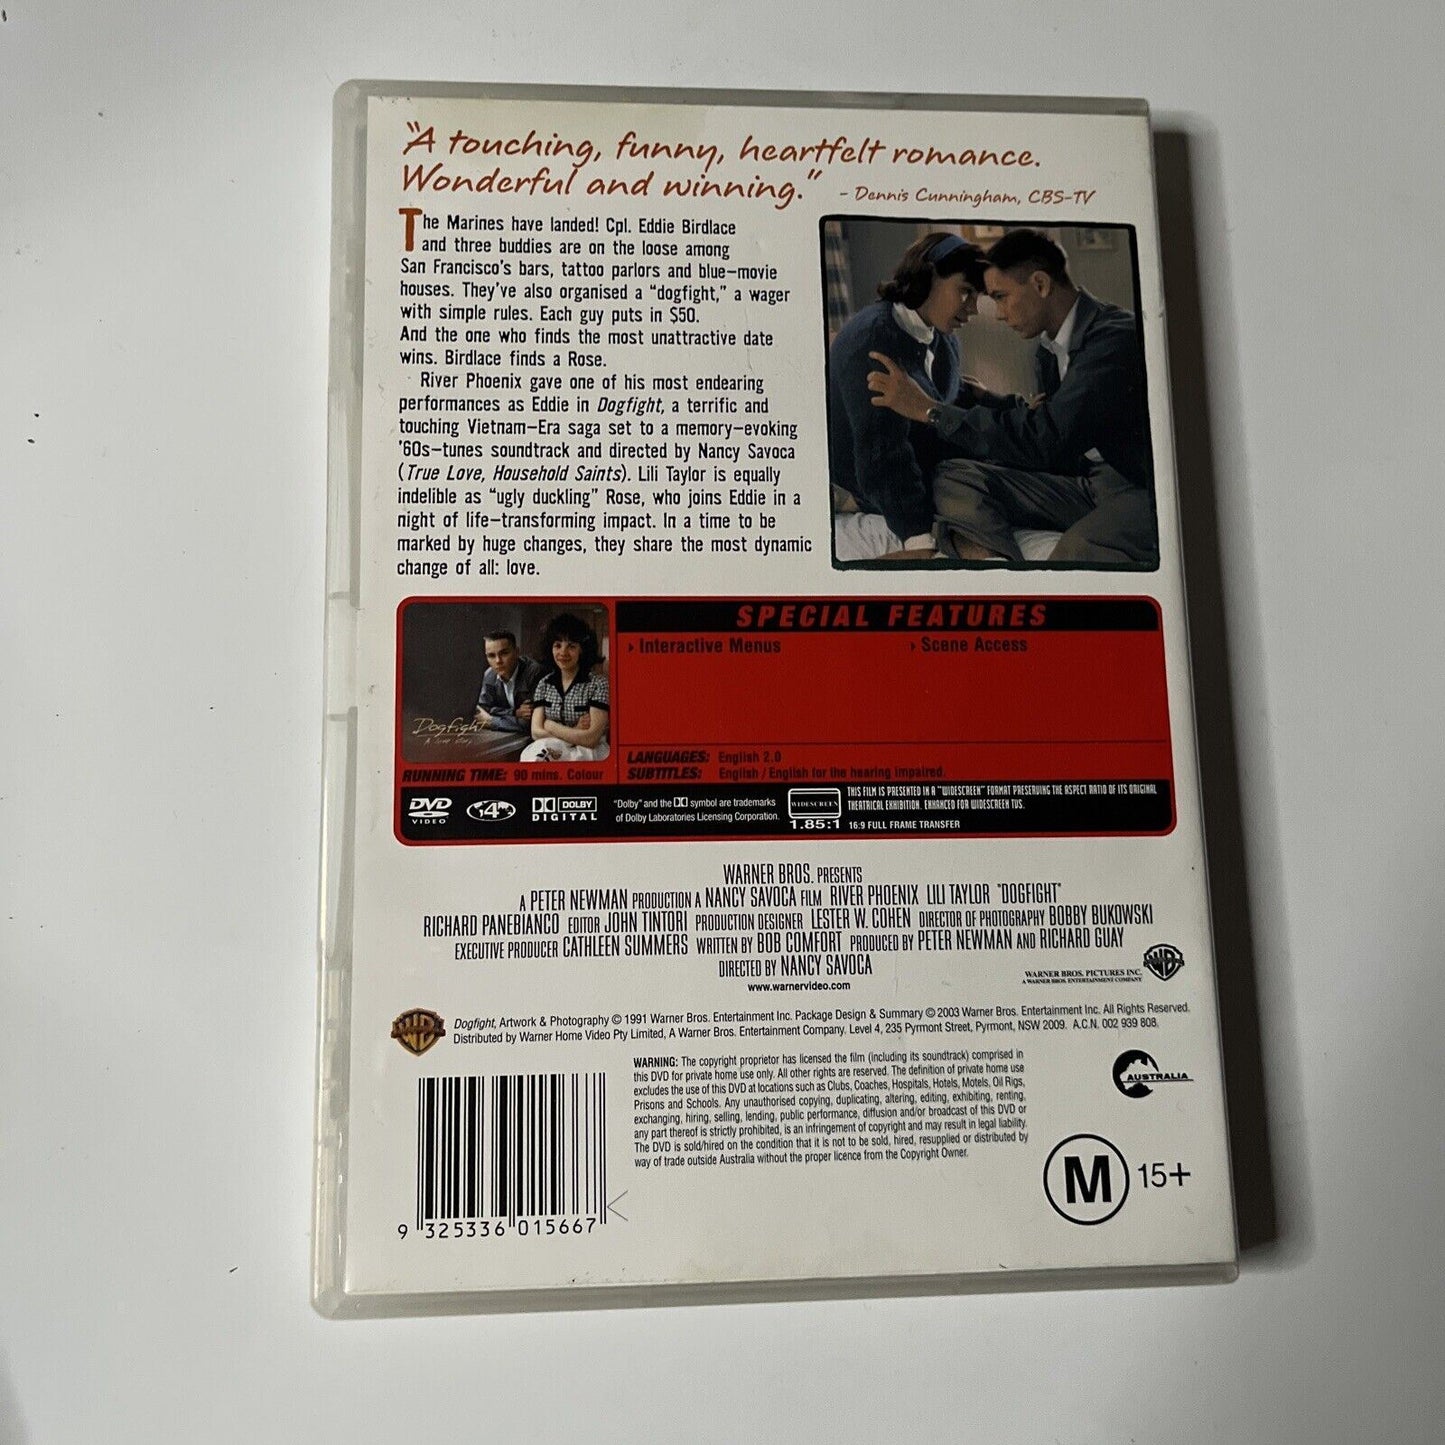 "A touching, funny, heartfelt romance.
Wonderful and winning."
- Dennis Cunningham, CBS-TV
The Marines have landed! Cpl. Eddie Birdlace
and three buddies are on the loose among
San Francisco's bars, tattoo parlors and blue-movie
houses. They've also organised a "dogfight," a wager
with simple rules. Each guy puts in $50.
And the one who finds the most unattractive date
wins. Birdlace finds a Rose.
River Phoenix gave one of his most endearing
performances as Eddie in Dogfight, a terrific and
touching Vietnam-Era saga set to a memory-evoking
'60s-tunes soundtrack and directed by Nancy Savoca
(True Love, Household Saints). Lili Taylor is equally
indelible as "ugly duckling" Rose, who joins Eddie in a
night of life-transforming impact. In a time to be
marked by huge changes, they share the most dynamic
change of all: love.
SPECIAL FEATURES
› Interactive Menus
› Scene Access
Dogfight
A love story
LANGUAGES: English 2.0
RUNNING TIME: 90 mins. Colour
SUBTITLES: English / English for the hearing impaired.
DVD
VIDEO
4
DOLBY
DIGITAL
"Dolby" and the DD symbol are trademarks
of Dolby Laboratories Licensing Corporation.
WIDESCREEN
1.85:1
THIS FILM IS PRESENTED IN A "WIDESCREEN" FORMAT PRESERVING THE ASPECT RATIO OF ITS ORIGINAL
THEATRICAL EXHIBITION. ENHANCED FOR WIDESCREEN TVS.
16:9 FULL FRAME TRANSFER
WARNER BROS. PRESENTS
A PETER NEWMAN PRODUCTION A NANCY SAVOCA FILM RIVER PHOENIX LILI TAYLOR "DOGFIGHT"
RICHARD PANEBIANCO EDITOR JOHN TINTORI PRODUCTION DESIGNER LESTER W. COHEN DIRECTOR OF PHOTOGRAPHY BOBBY BUKOWSKI
EXECUTIVE PRODUCER CATHLEEN SUMMERS WRITTEN BY BOB COMFORT PRODUCED BY PETER NEWMAN AND RICHARD GUAY
DIRECTED BY NANCY SAVOCA
www.warnervideo.com
WARNER BROS. PICTURES INC.
A WARNER BROS. ENTERTAINMENT COMPANY
WB
WB
Dogfight, Artwork & Photography © 1991 Warner Bros. Entertainment Inc. Package Design & Summary © 2003 Warner Bros. Entertainment Inc. All Rights Reserved.
Distributed by Warner Home Video Pty Limited, A Warner Bros. Entertainment Company. Level 4, 235 Pyrmont Street, Pyrmont, NSW 2009. A.C.N. 002 939 808.
WARNING: The copyright proprietor has licensed the film (including its soundtrack) comprised in
this DVD for private home use only. All other rights are reserved. The definition of private home use
excludes the use of this DVD at locations such as Clubs, Coaches, Hospitals, Hotels, Motels, Oil Rigs,
Prisons and Schools. Any unauthorised copying, duplicating, altering, editing, exhibiting, renting,
exchanging, hiring, selling, lending, public performance, diffusion and/or broadcast of this DVD or
any part thereof is strictly prohibited, is an infringement of copyright and may result in legal liability.
The DVD is sold/hired on the condition that it is not to be sold, hired, resupplied or distributed by
way of trade outside Australia without the proper licence from the Copyright Owner.
AUSTRALIA
M 15+
9 325336 015667